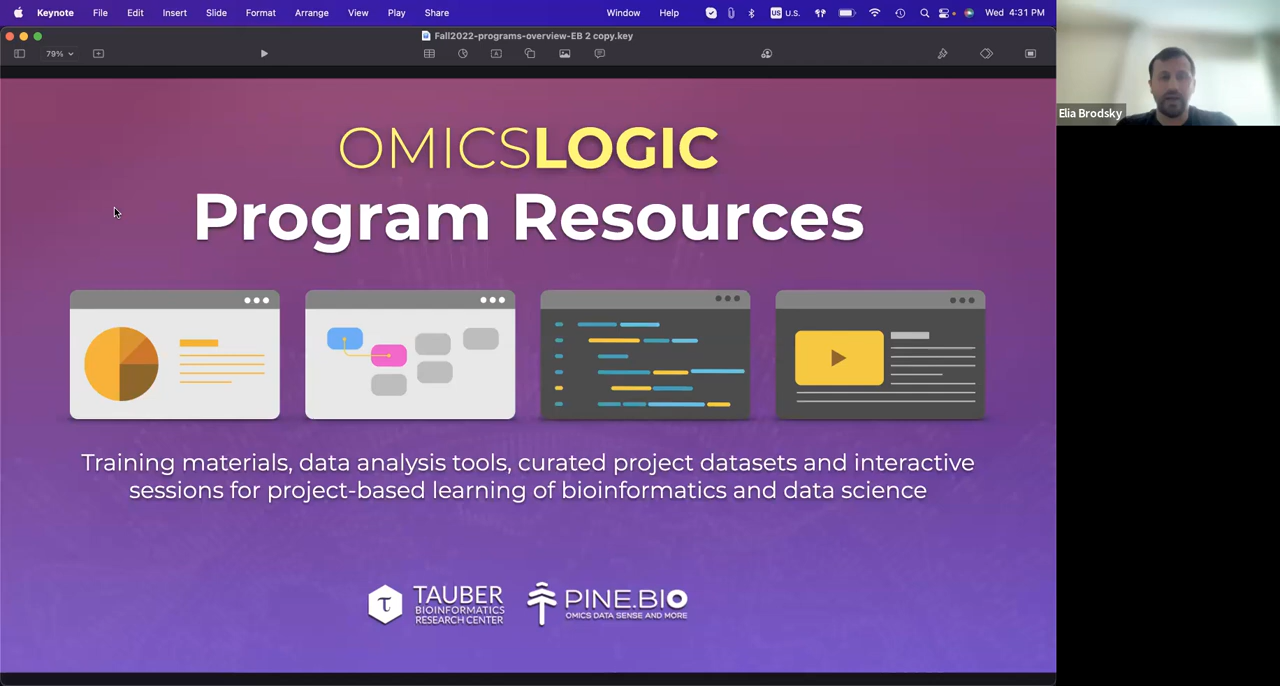 Keynote File Edit Insert Slide Format Arrange View Play Share Window Help U.S. Wed 4:31 PM
Fall2022-programs-overview-EB 2 copy.key
79%
Elia Brodsky
OMICSLOGIC
Program Resources
Training materials, data analysis tools, curated project datasets and interactive
sessions for project-based learning of bioinformatics and data science
TAUBER
BIOINFORMATICS
RESEARCH CENTER
PINE.BIO
OMICS DATA SENSE AND MORE